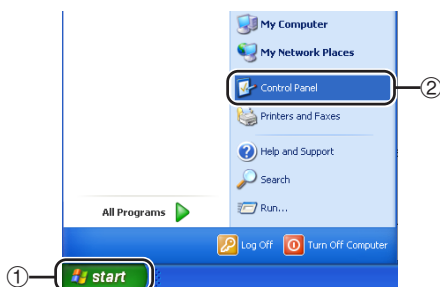 My Computer
My Network Places
Control Panel
②
Printers and Faxes
Help and Support
Search
All Programs
Run...
Log Off
Turn Off Computer
①
start